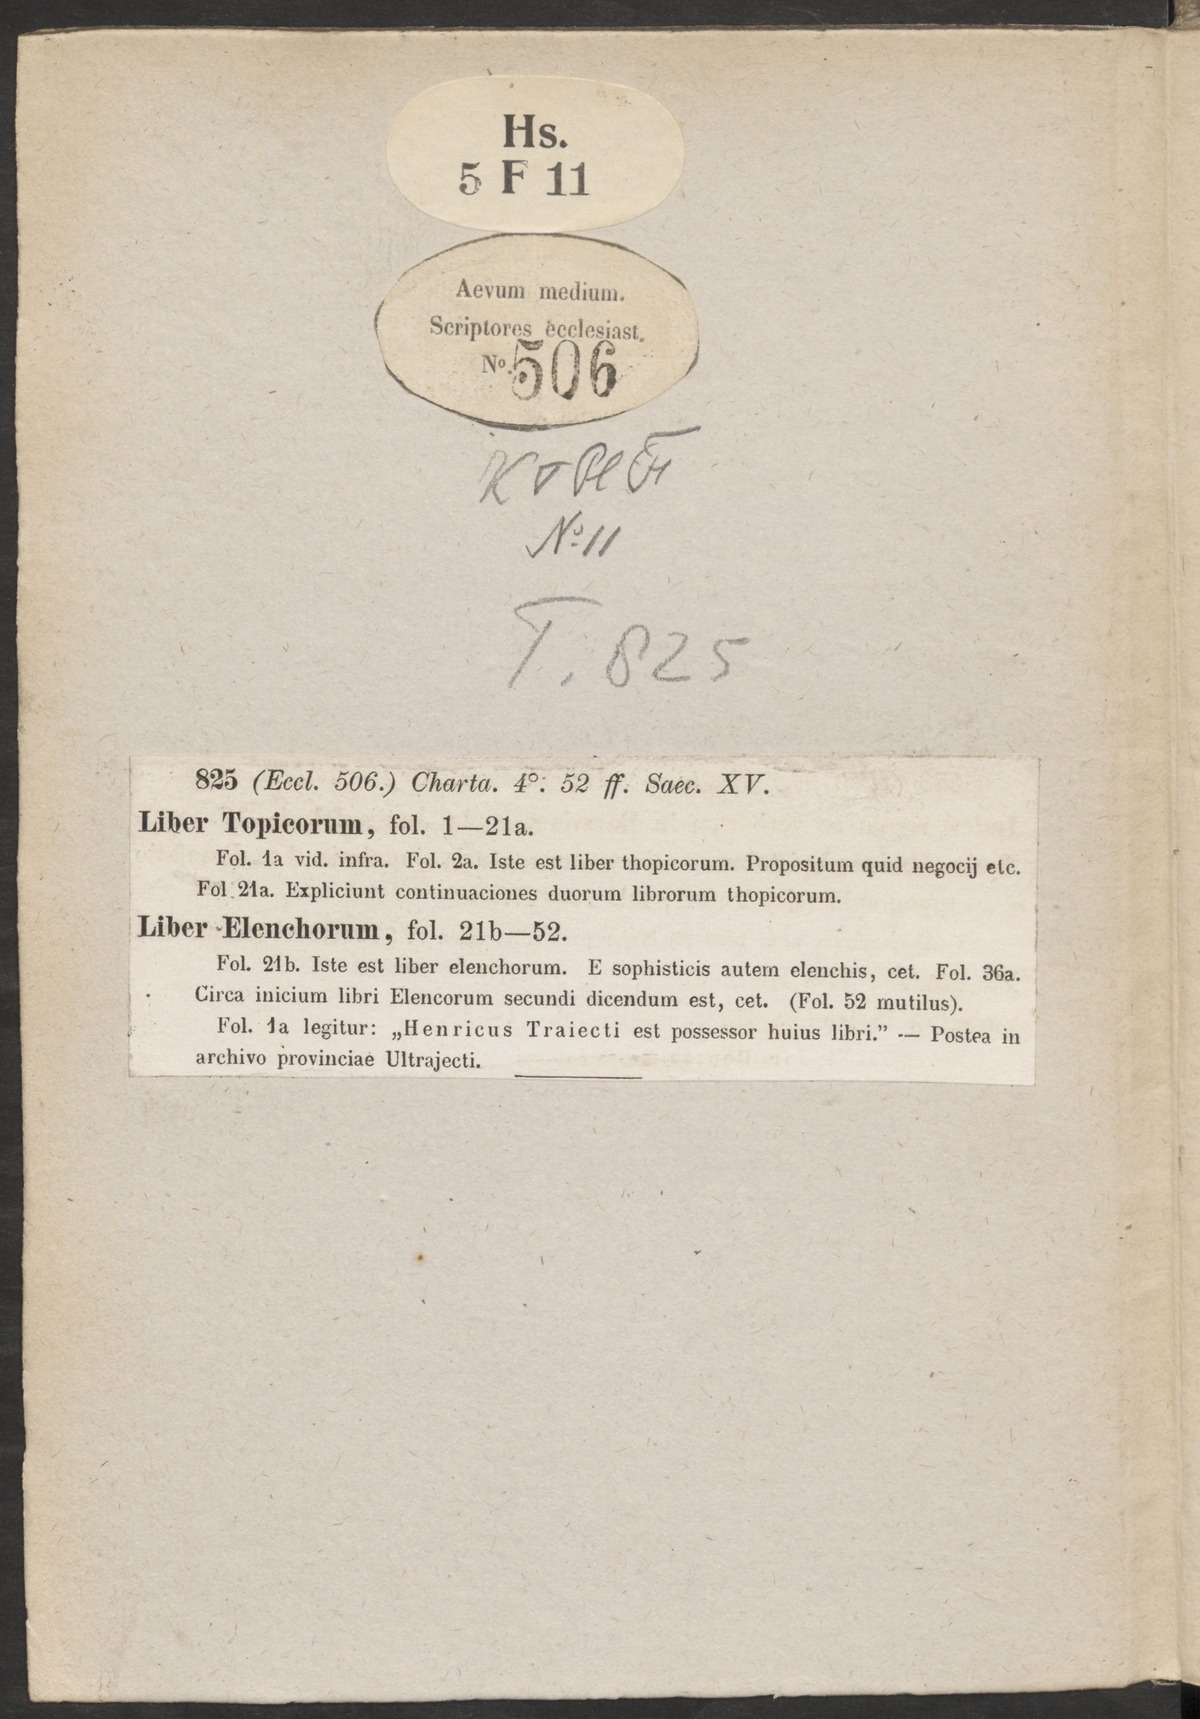 Hs.
5 F 11
Aevum medium.
Scriptores ecclesiast.
No. 506
No 11
T. 825
825 (Eccl. 506.) Charta. 4°: 52 ff. Saec. XV.
Liber Topicorum, fol. 1—21a.
Fol. 1a vid. infra. Fol. 2a. Iste est liber thopicorum. Propositum quid negocij etc.
Fol. 21a. Expliciunt continuaciones duorum librorum thopicorum.
Liber Elenchorum, fol. 21b—52.
Fol. 21b. Iste est liber elenchorum. E sophisticis autem elenchis, cet. Fol. 36a.
Circa inicium libri Elencorum secundi dicendum est, cet. (Fol. 52 mutilus).
Fol. 1a legitur: „Henricus Traiecti est possessor huius libri.” — Postea in
archivo provinciae Ultrajecti.